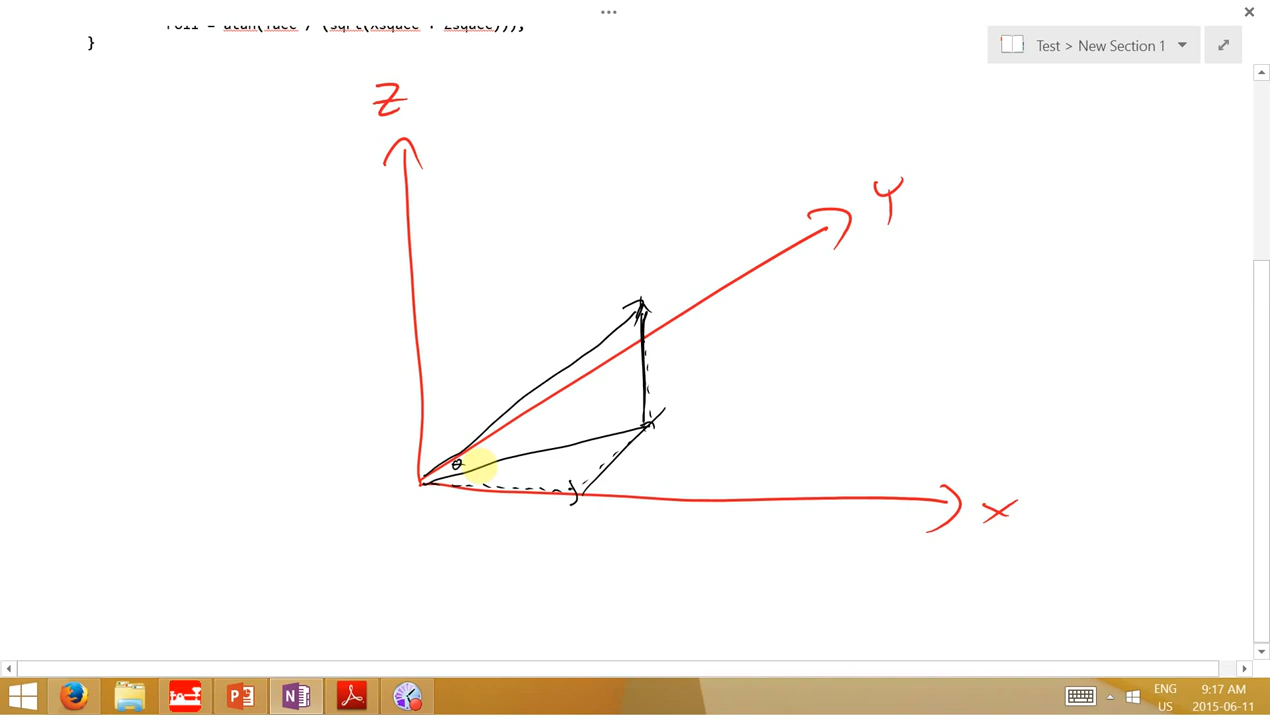 }
Test > New Section 1
Z
Y
θ
X
ENG
US
9:17 AM
2015-06-11